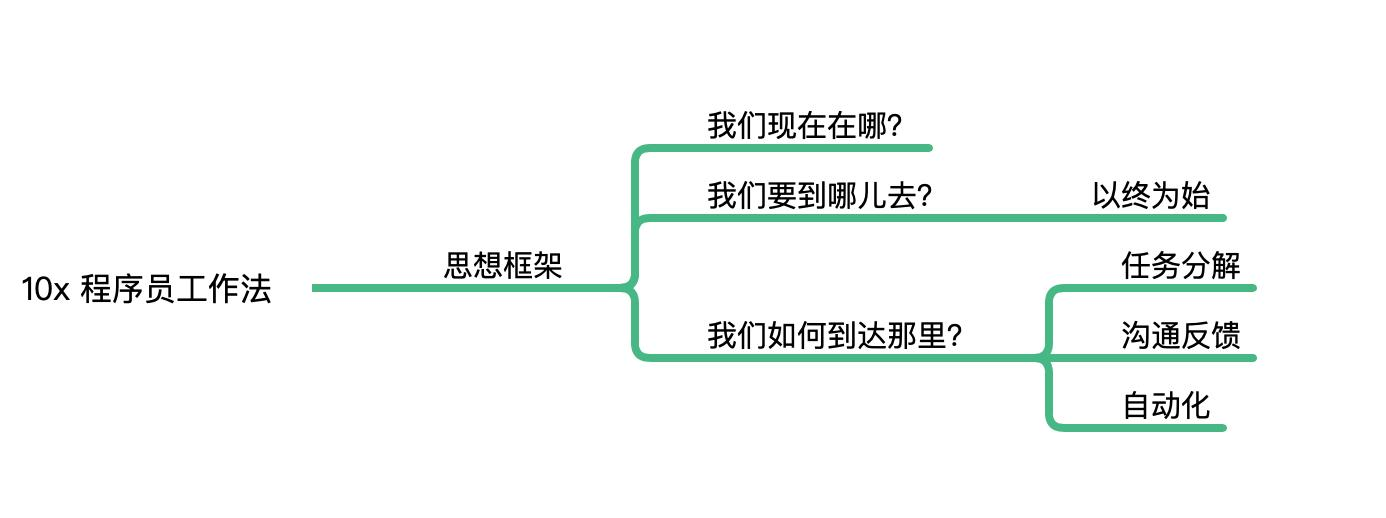 我们现在在哪?
我们要到哪儿去?
以终为始
思想框架
任务分解
10x 程序员工作法
我们如何到达那里?
沟通反馈
自动化